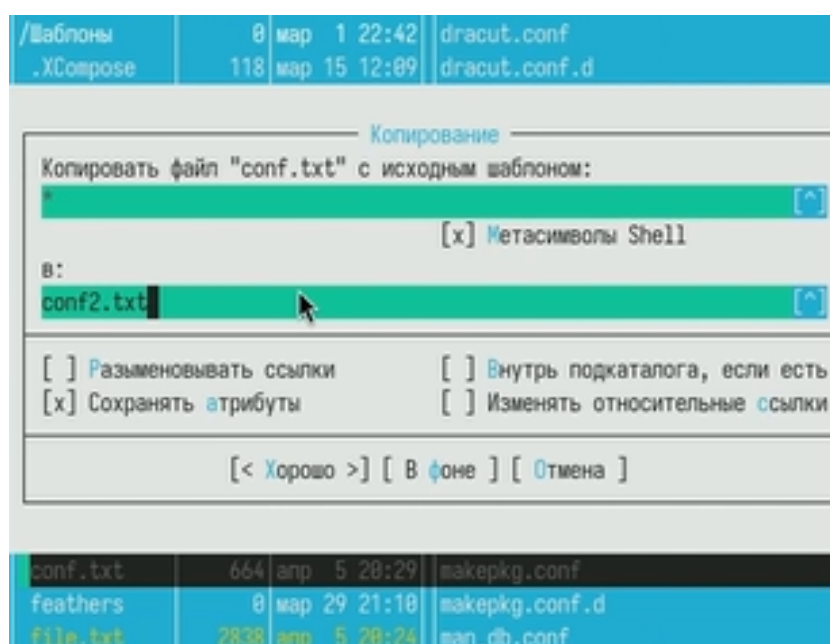 /Шаблоны 0 мар 1 22:42 dracut.conf
.XCompose 118 мар 15 12:09 dracut.conf.d
Копирование
Копировать файл "conf.txt" с исходным шаблоном:
* [^]
[x] Метасимволы Shell
в:
conf2.txt [^]
[ ] Разыменовывать ссылки [ ] Внутрь подкаталога, если есть
[x] Сохранять атрибуты [ ] Изменять относительные ссылки
[< Хорошо >] [ В фоне ] [ Отмена ]
conf.txt 664 апр 5 20:29 makepkg.conf
feathers 0 мар 29 21:10 makepkg.conf.d
file.txt 2838 апр 5 20:24 man_db.conf